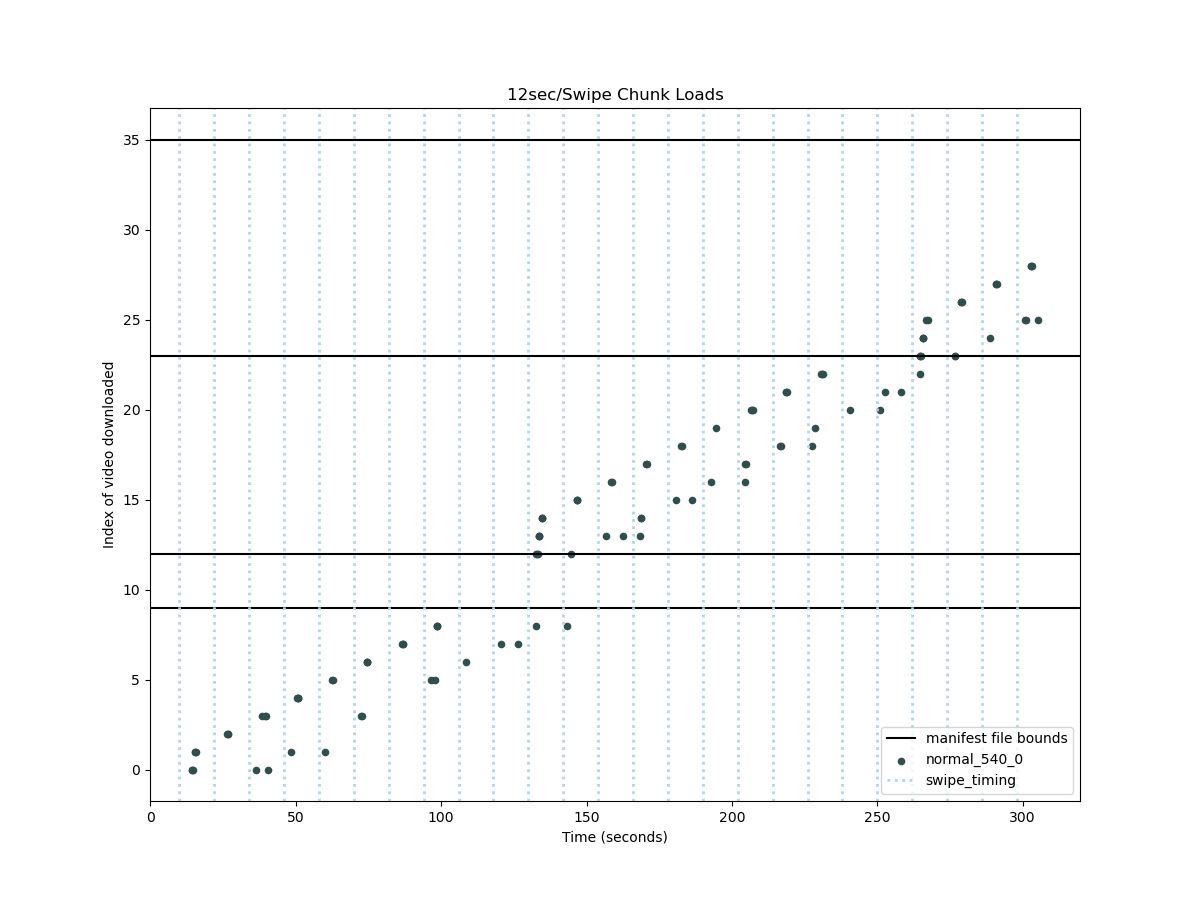 12sec/Swipe Chunk Loads
35
30
25
20
15
10
5
0
Index of video downloaded
0 50 100 150 200 250 300
Time (seconds)
manifest file bounds
normal_540_0
swipe_timing